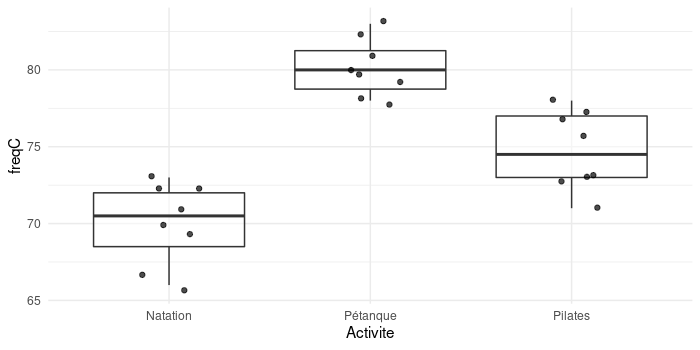 freqC
80
75
70
65
Natation
Pétanque
Pilates
Activite